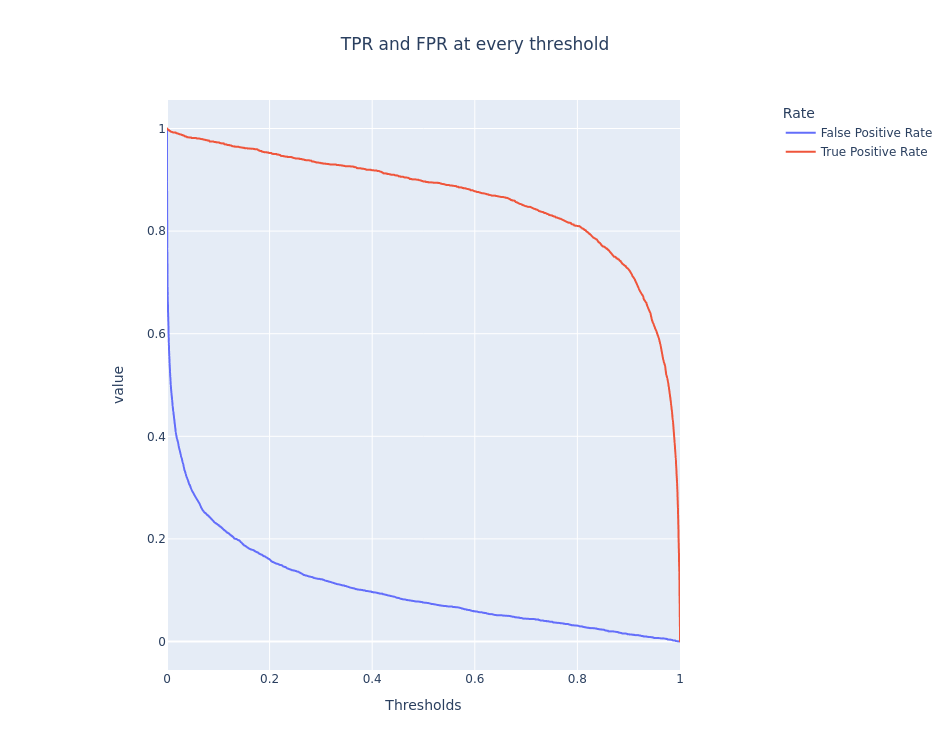 TPR and FPR at every threshold
Rate
False Positive Rate
True Positive Rate
1
0.8
0.6
0.4
0.2
0
value
0 0.2 0.4 0.6 0.8 1
Thresholds